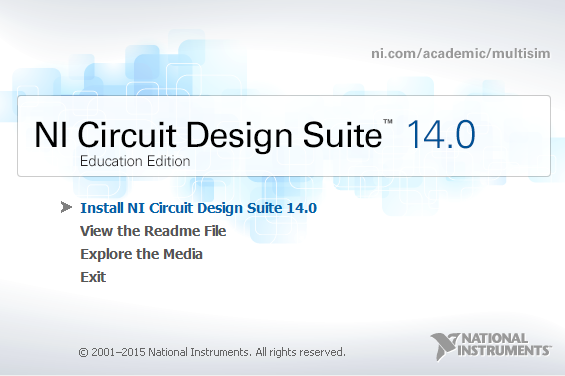 ni.com/academic/multisim
NI Circuit Design Suite™ 14.0
Education Edition
Install NI Circuit Design Suite 14.0
View the Readme File
Explore the Media
Exit
© 2001–2015 National Instruments. All rights reserved.
NATIONAL
INSTRUMENTS™